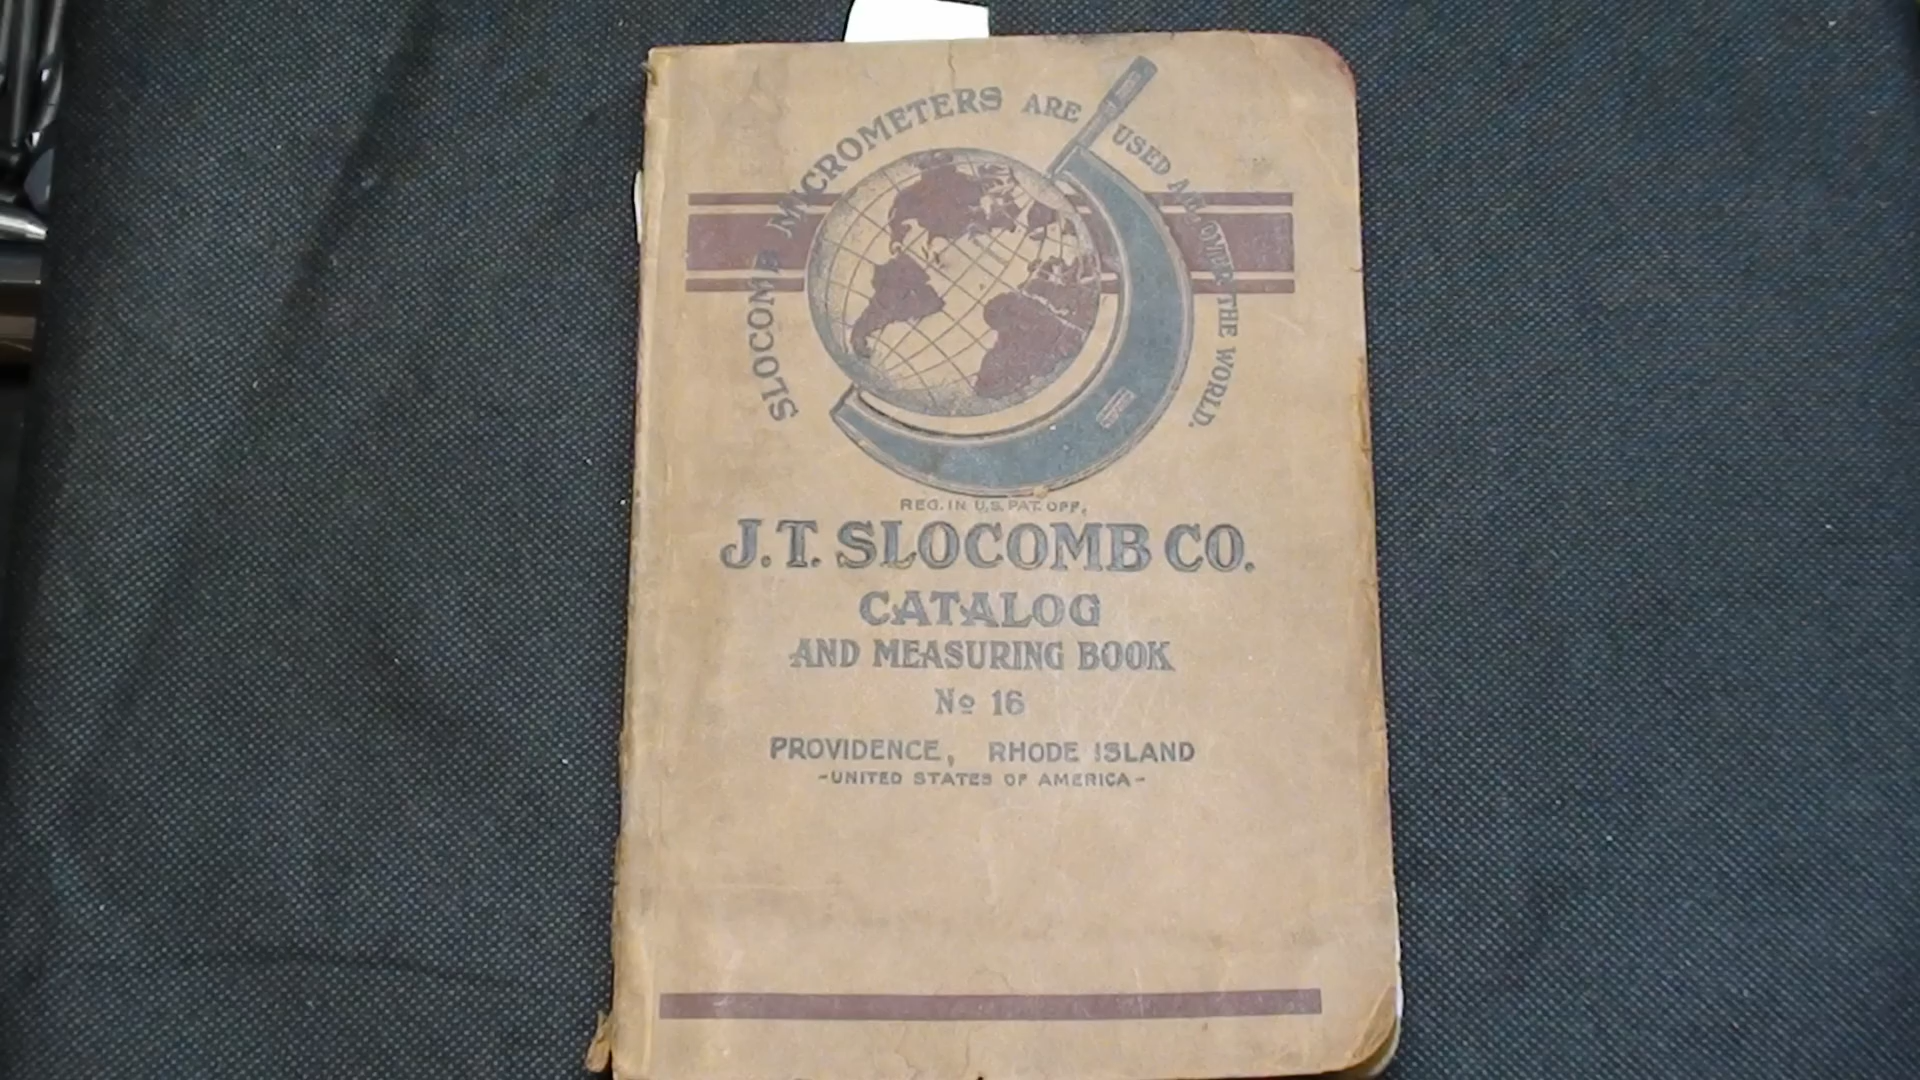 SLOCOMB MICROMETERS ARE USED ALL OVER THE WORLD.
REG. IN U.S. PAT. OFF.
J.T. SLOCOMB CO.
CATALOG
AND MEASURING BOOK
No 16
PROVIDENCE, RHODE ISLAND
-UNITED STATES OF AMERICA-